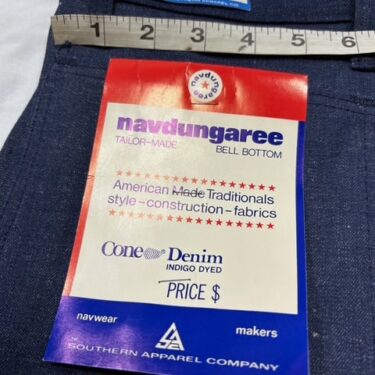 1 2 3 4 5 6
navdungaree
navdungaree
TAILOR-MADE BELL BOTTOM
American Made Traditionals
style-construction-fabrics
Cone Denim
INDIGO DYED
PRICE $
navwear makers
SA
SOUTHERN APPAREL COMPANY